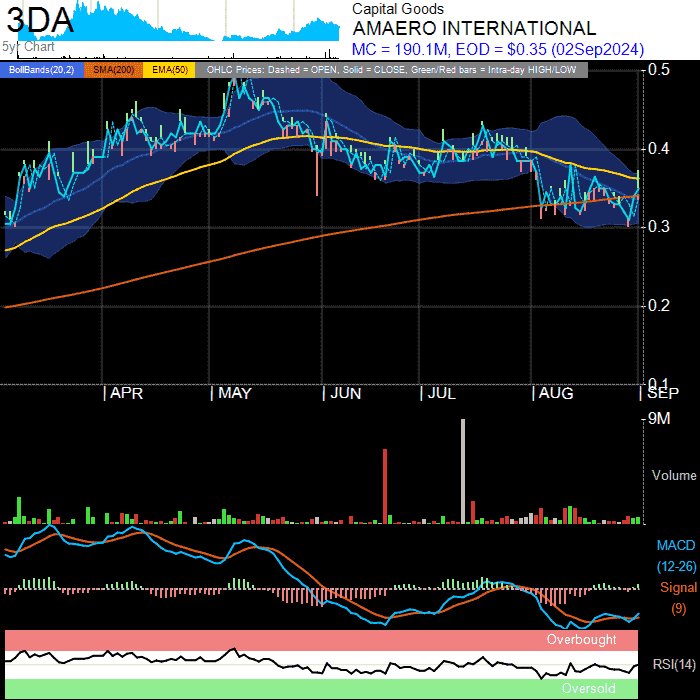 3DA
5yr Chart
Capital Goods
AMAERO INTERNATIONAL
MC = 190.1M, EOD = $0.35 (02Sep2024)
BollBands(20,2) SMA(200) EMA(50) OHLC Prices: Dashed = OPEN, Solid = CLOSE, Green/Red bars = Intra-day HIGH/LOW
0.5
0.4
0.3
0.2
0.1
APR MAY JUN JUL AUG SEP
9M
Volume
MACD
(12-26)
Signal
(9)
Overbought
RSI(14)
Oversold